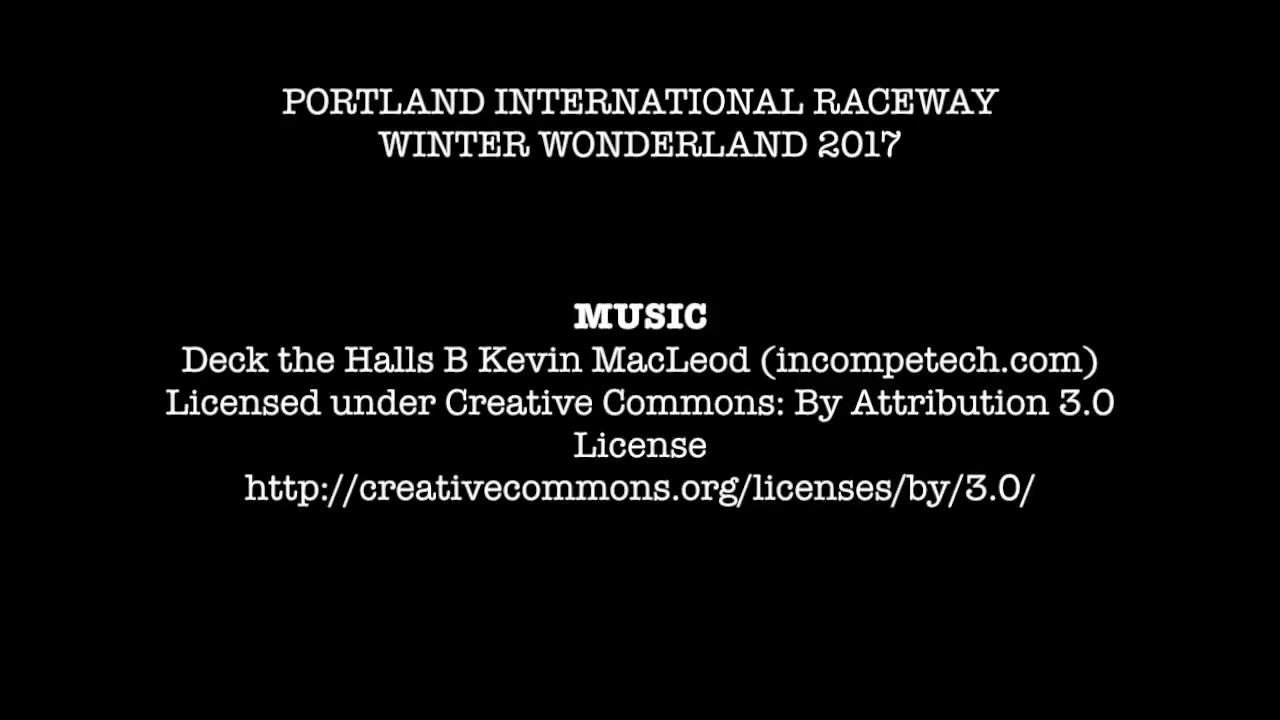 PORTLAND INTERNATIONAL RACEWAY
WINTER WONDERLAND 2017
MUSIC
Deck the Halls B Kevin MacLeod (incompetech.com)
Licensed under Creative Commons: By Attribution 3.0
License
http://creativecommons.org/licenses/by/3.0/